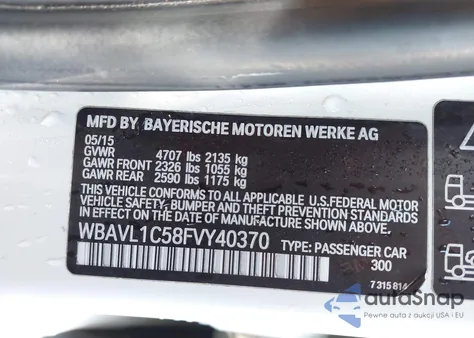 MFD BY BAYERISCHE MOTOREN WERKE AG
05/15
GVWR 4707 lbs 2135 kg
GAWR FRONT 2326 lbs 1055 kg
GAWR REAR 2590 lbs 1175 kg
THIS VEHICLE CONFORMS TO ALL APPLICABLE U.S.FEDERAL MOTOR
VEHICLE SAFETY, BUMPER, AND THEFT PREVENTION STANDARDS
IN EFFECT ON THE DATE OF MANUFACTURE SHOWN ABOVE.
WBAVL1C58FVY40370 TYPE: PASSENGER CAR
300
7315814
autoSnap
Pewne auta z aukcji USA - EU